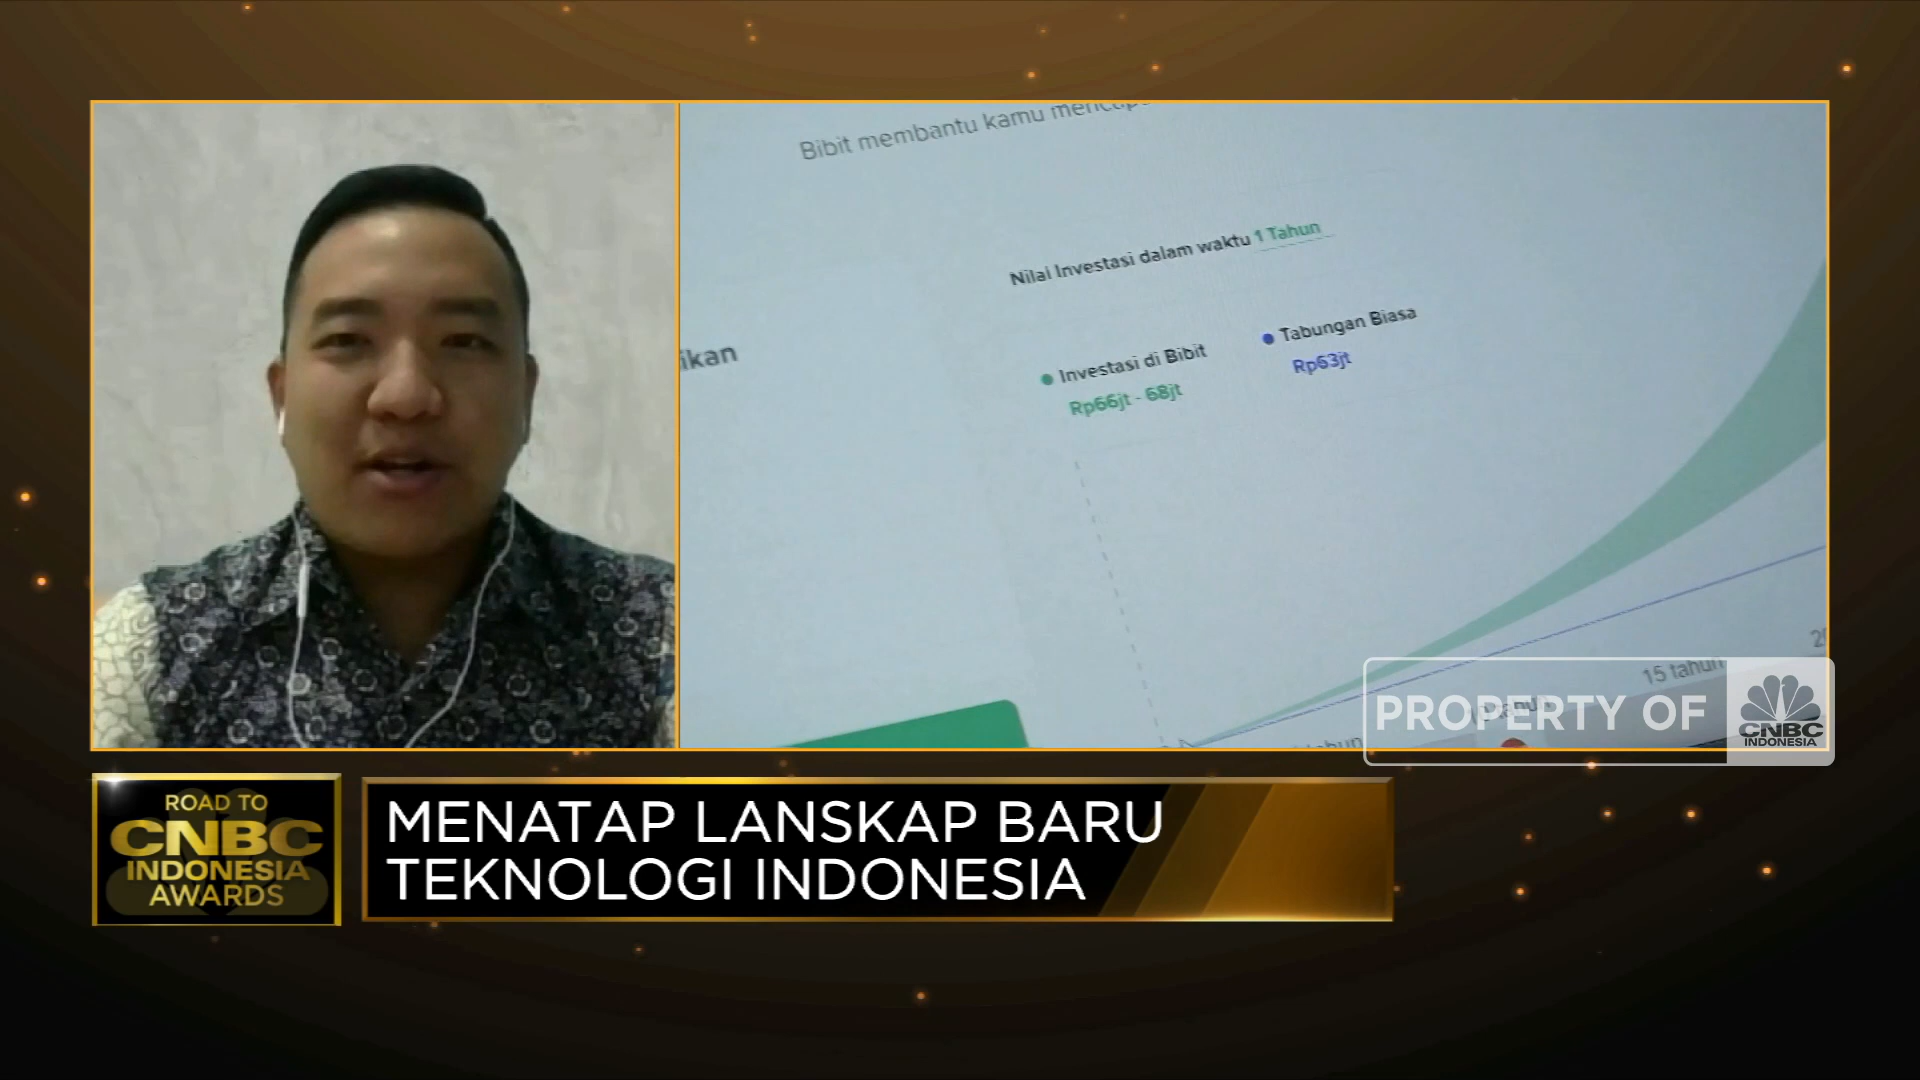 Bibit membantu kamu
Nilai Investasi dalam waktu 1 Tahun
ikan
Investasi di Bibit
Rp66jt - 68jt
Tabungan Biasa
Rp63jt
15 tahun
PROPERTY OF
CNBC
INDONESIA
ROAD TO
CNBC
INDONESIA
AWARDS
MENATAP LANSKAP BARU
TEKNOLOGI INDONESIA